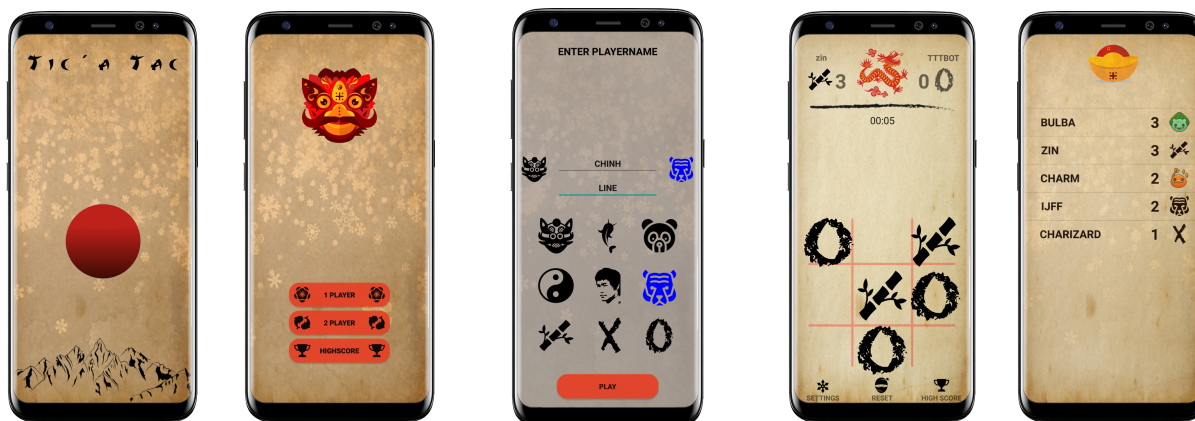 TIC´A TAC
1 PLAYER
2 PLAYER
HIGHSCORE
ENTER PLAYERNAME
CHINH
LINE
PLAY
zin TTTBOT
3 0
00:05
SETTINGS RESET HIGH SCORE
BULBA 3
ZIN 3
CHARM 2
IJFF 2
CHARIZARD 1